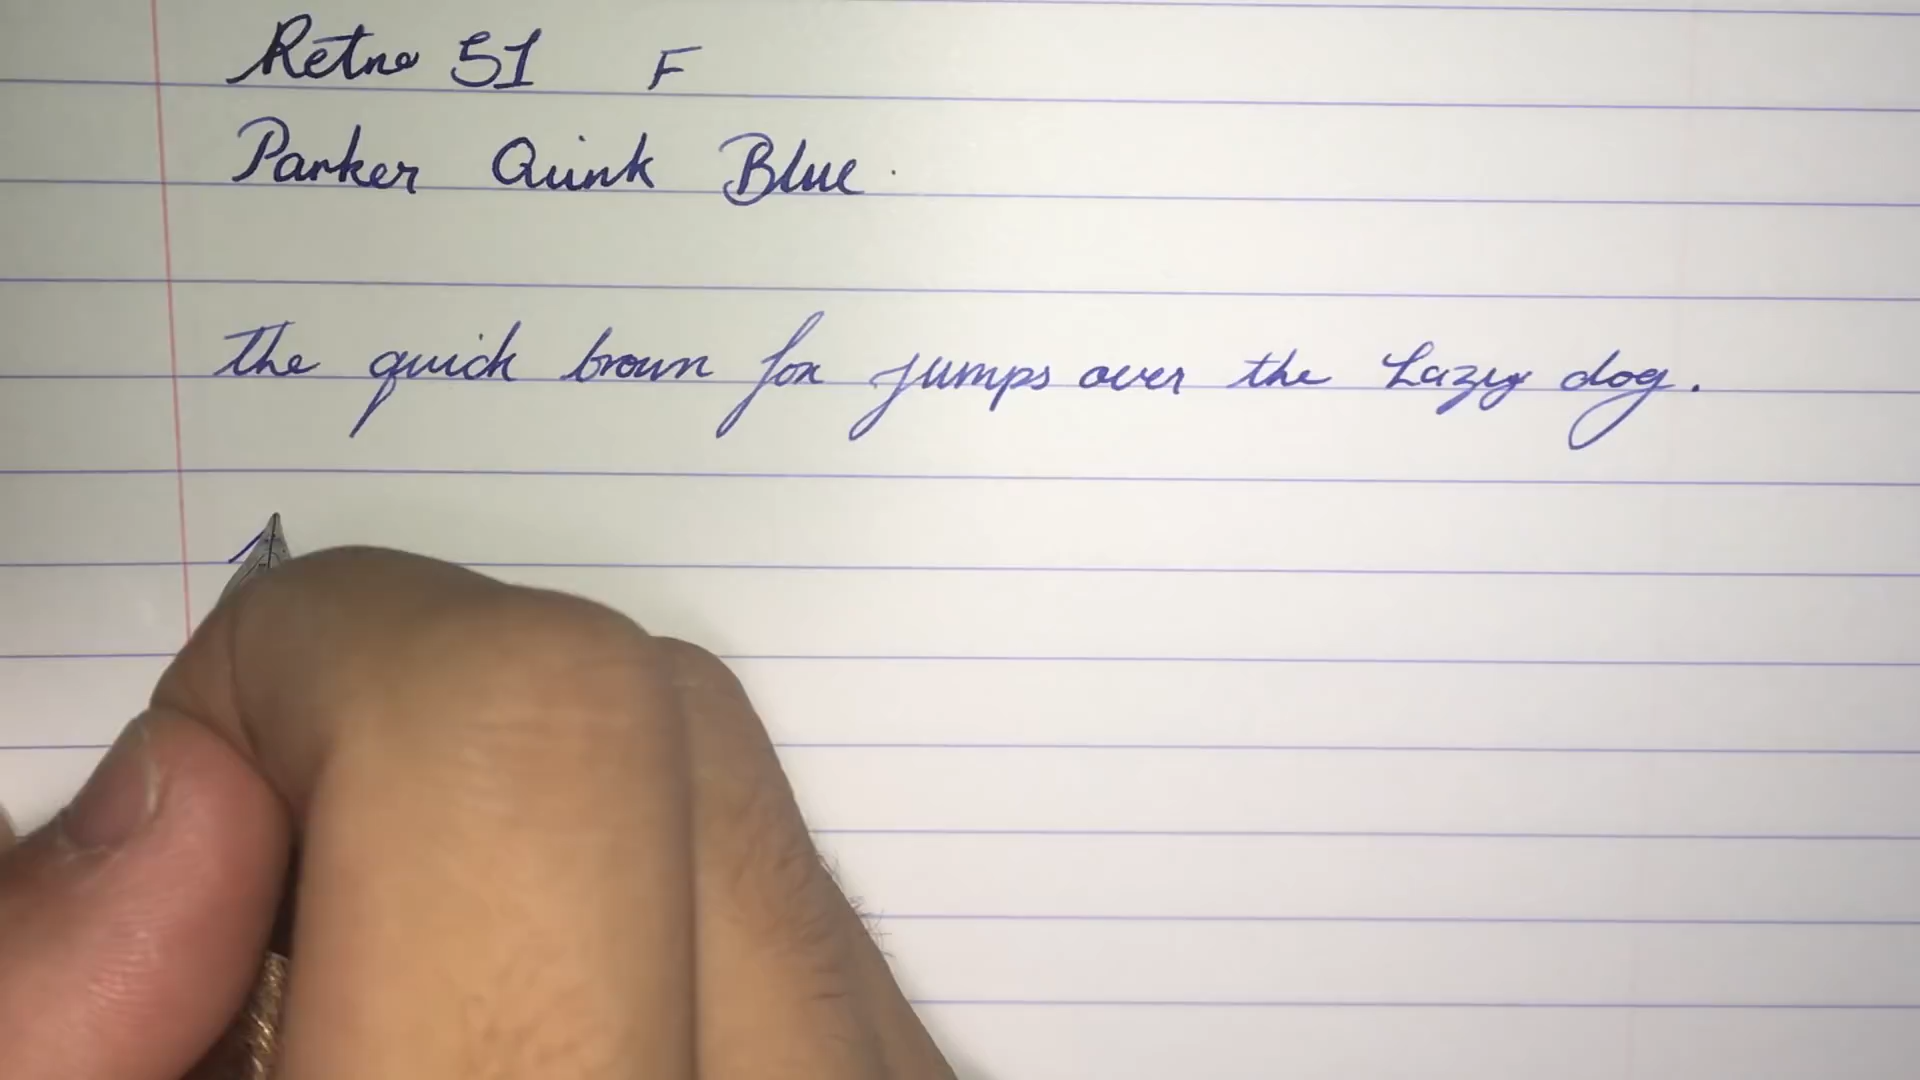 Retro 51 F
Parker Quink Blue.
the quick brown fox jumps over the Lazy dog.